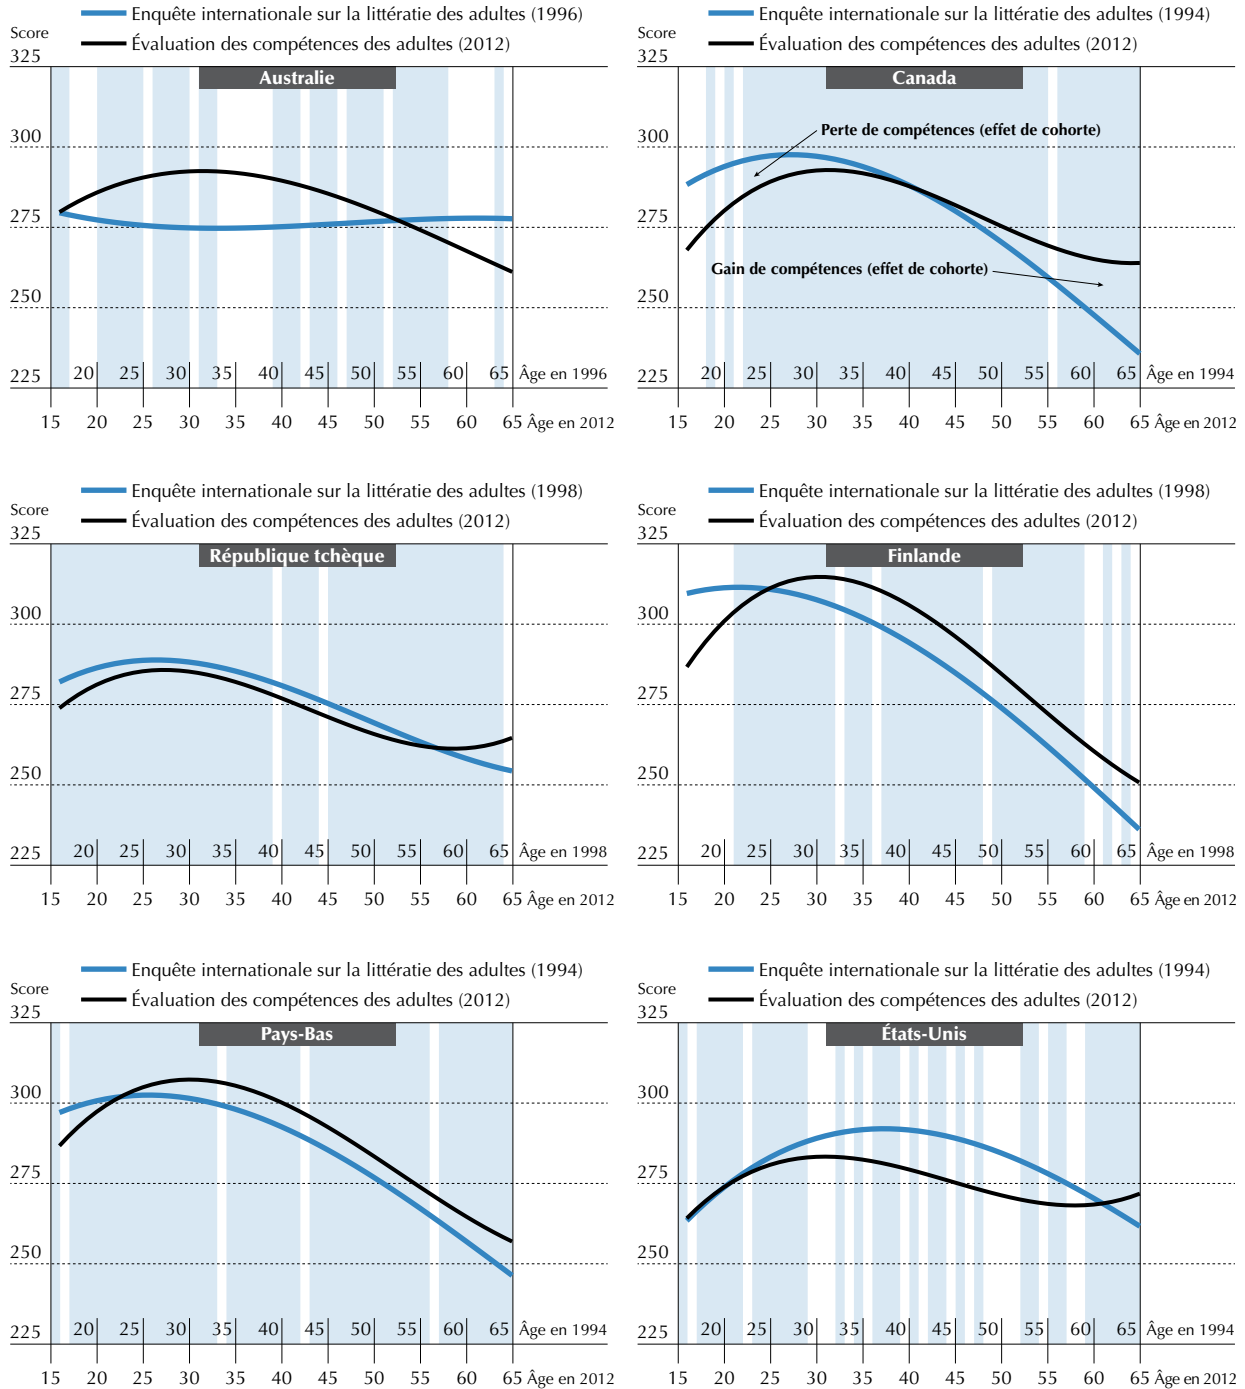 Enquête internationale sur la littératie des adultes (1996)
Évaluation des compétences des adultes (2012)
Score
325
Australie
300
275
250
225
20 25 30 35 40 45 50 55 60 65 Âge en 1996
15 20 25 30 35 40 45 50 55 60 65 Âge en 2012
Enquête internationale sur la littératie des adultes (1994)
Évaluation des compétences des adultes (2012)
Score
325
Canada
300
Perte de compétences (effet de cohorte)
275
Gain de compétences (effet de cohorte)
250
225
20 25 30 35 40 45 50 55 60 65 Âge en 1994
15 20 25 30 35 40 45 50 55 60 65 Âge en 2012
Enquête internationale sur la littératie des adultes (1998)
Évaluation des compétences des adultes (2012)
Score
325
République tchèque
300
275
250
225
20 25 30 35 40 45 50 55 60 65 Âge en 1998
15 20 25 30 35 40 45 50 55 60 65 Âge en 2012
Enquête internationale sur la littératie des adultes (1998)
Évaluation des compétences des adultes (2012)
Score
325
Finlande
300
275
250
225
20 25 30 35 40 45 50 55 60 65 Âge en 1998
15 20 25 30 35 40 45 50 55 60 65 Âge en 2012
Enquête internationale sur la littératie des adultes (1994)
Évaluation des compétences des adultes (2012)
Score
325
Pays-Bas
300
275
250
225
20 25 30 35 40 45 50 55 60 65 Âge en 1994
15 20 25 30 35 40 45 50 55 60 65 Âge en 2012
Enquête internationale sur la littératie des adultes (1994)
Évaluation des compétences des adultes (2012)
Score
325
États-Unis
300
275
250
225
20 25 30 35 40 45 50 55 60 65 Âge en 1994
15 20 25 30 35 40 45 50 55 60 65 Âge en 2012